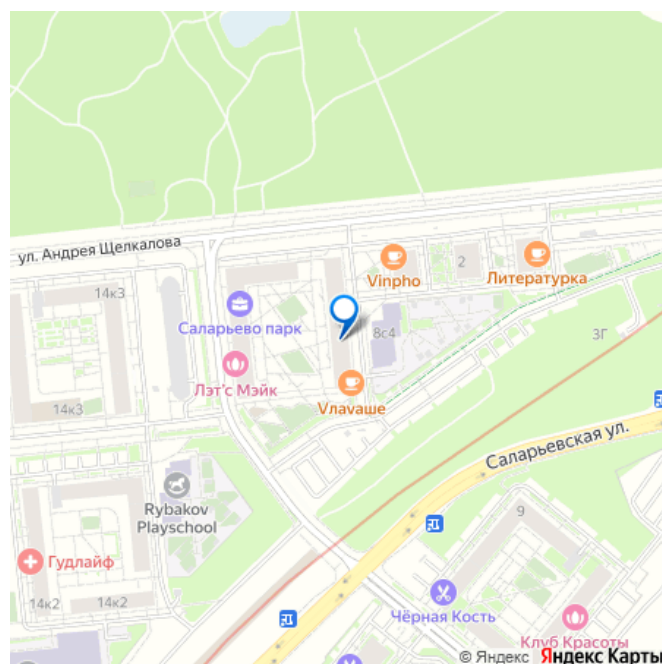 ул. Андрея Щелкалова
Vinpho
2
Литературка
14к3
Саларьево парк
8с4
3Г
Лэт'с Мэйк
Vлаvаше
14к3
Саларьевская ул.
Rybakov
Playschool
9
Гудлайф
14к2
14к2
Чёрная Кость
Клуб Красоты
© Яндекс Яндекс Карты